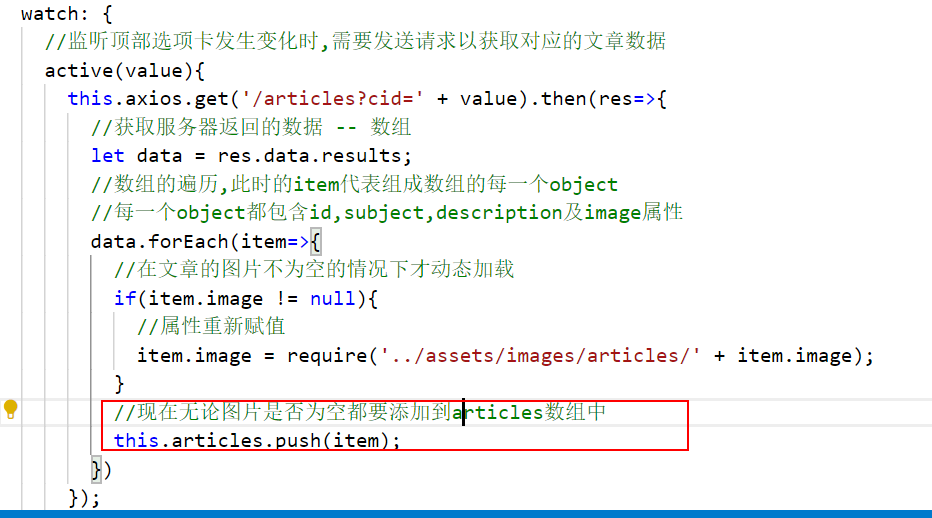 watch: {
//监听顶部选项卡发生变化时,需要发送请求以获取对应的文章数据
active(value){
this.axios.get('/articles?cid=' + value).then(res=>{
//获取服务器返回的数据 -- 数组
let data = res.data.results;
//数组的遍历,此时的item代表组成数组的每一个object
//每一个object都包含id,subject,description及image属性
data.forEach(item=>{
//在文章的图片不为空的情况下才动态加载
if(item.image != null){
//属性重新赋值
item.image = require('../assets/images/articles/' + item.image);
}
//现在无论图片是否为空都要添加到articles数组中
this.articles.push(item);
})
});